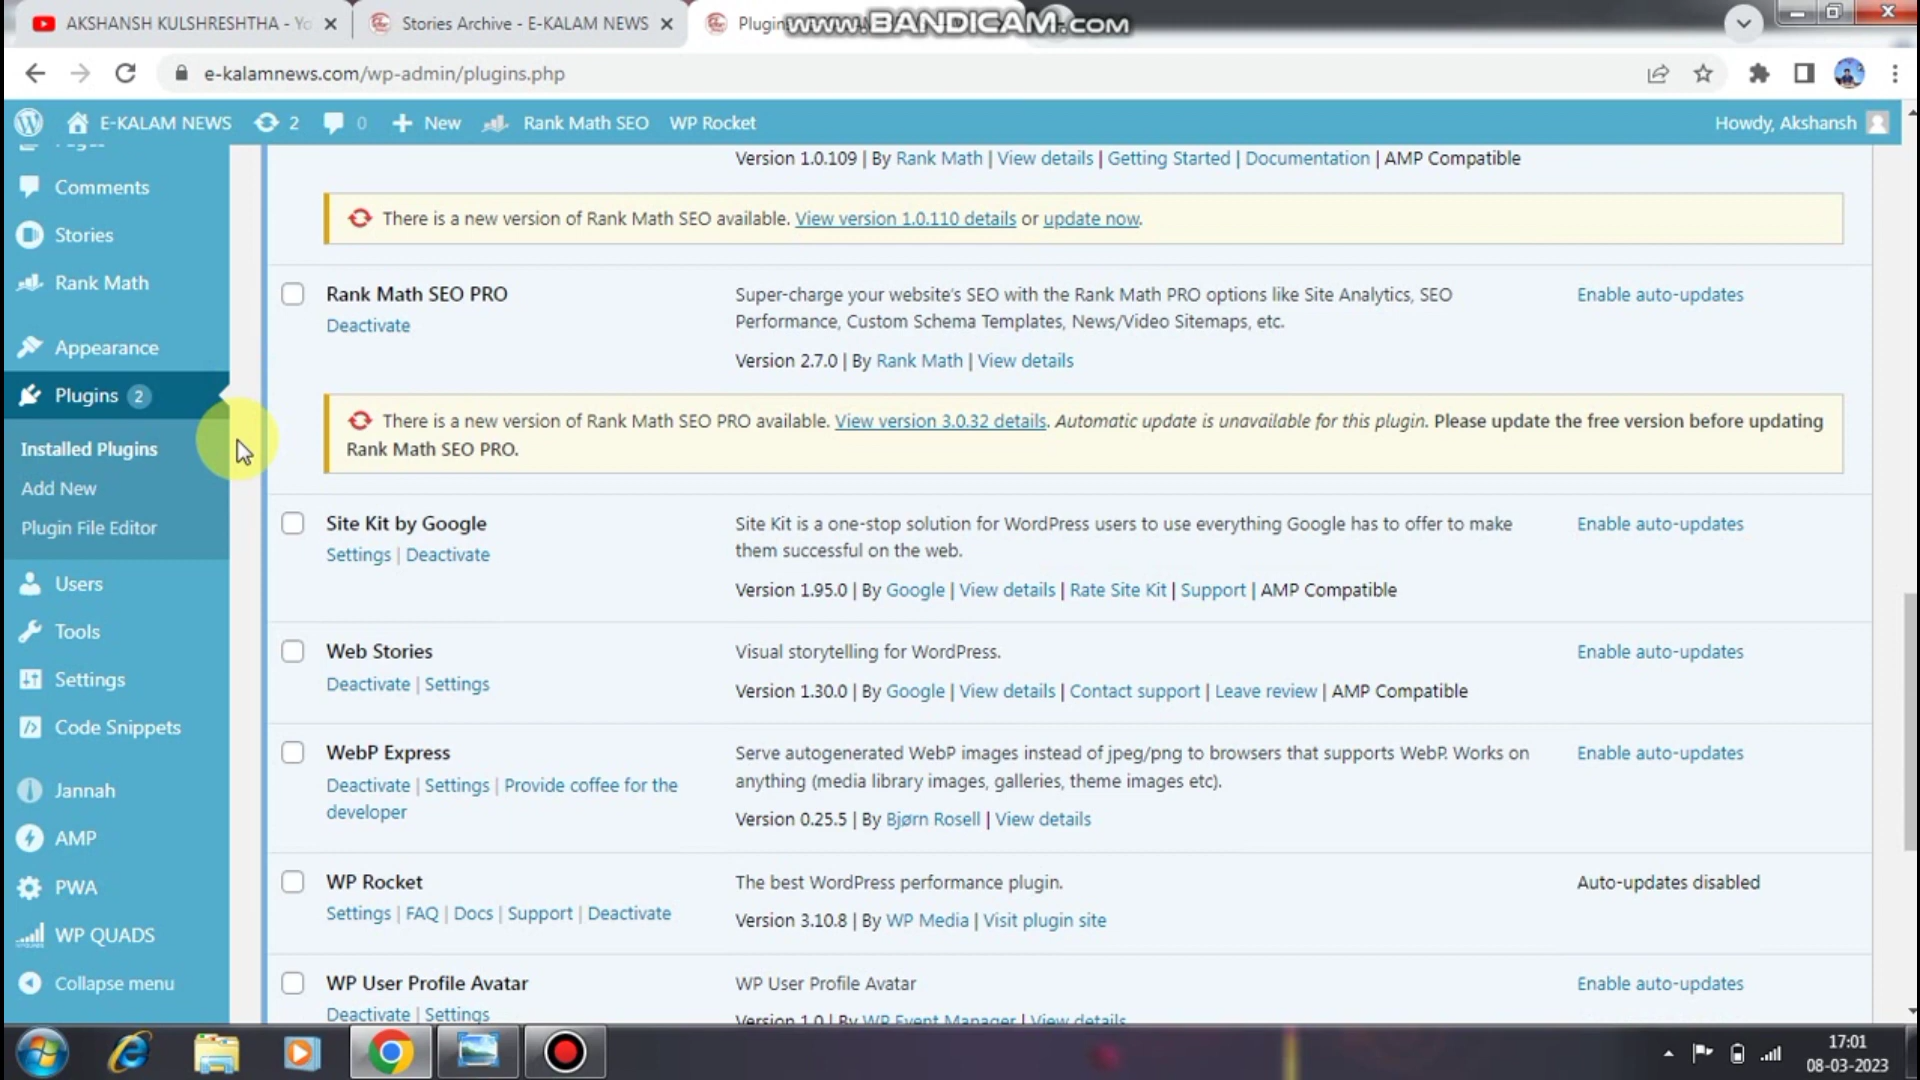 AKSHANSH KULSHRESHTHA - Yo
Stories Archive - E-KALAM NEWS
Plugin
www.BANDICAM.com
e-kalamnews.com/wp-admin/plugins.php
E-KALAM NEWS
2
0
New
Rank Math SEO
WP Rocket
Howdy, Akshansh
Pages
Comments
Stories
Rank Math
Appearance
Plugins 2
Installed Plugins
Add New
Plugin File Editor
Users
Tools
Settings
Code Snippets
Jannah
AMP
PWA
WP QUADS
Collapse menu
Version 1.0.109 | By Rank Math | View details | Getting Started | Documentation | AMP Compatible
There is a new version of Rank Math SEO available. View version 1.0.110 details or update now.
Rank Math SEO PRO
Deactivate
Super-charge your website's SEO with the Rank Math PRO options like Site Analytics, SEO
Performance, Custom Schema Templates, News/Video Sitemaps, etc.
Version 2.7.0 | By Rank Math | View details
Enable auto-updates
There is a new version of Rank Math SEO PRO available. View version 3.0.32 details. Automatic update is unavailable for this plugin. Please update the free version before updating
Rank Math SEO PRO.
Site Kit by Google
Settings | Deactivate
Site Kit is a one-stop solution for WordPress users to use everything Google has to offer to make
them successful on the web.
Version 1.95.0 | By Google | View details | Rate Site Kit | Support | AMP Compatible
Enable auto-updates
Web Stories
Deactivate | Settings
Visual storytelling for WordPress.
Version 1.30.0 | By Google | View details | Contact support | Leave review | AMP Compatible
Enable auto-updates
WebP Express
Deactivate | Settings | Provide coffee for the
developer
Serve autogenerated WebP images instead of jpeg/png to browsers that supports WebP. Works on
anything (media library images, galleries, theme images etc).
Version 0.25.5 | By Bjørn Rosell | View details
Enable auto-updates
WP Rocket
Settings | FAQ | Docs | Support | Deactivate
The best WordPress performance plugin.
Version 3.10.8 | By WP Media | Visit plugin site
Auto-updates disabled
WP User Profile Avatar
Deactivate | Settings
WP User Profile Avatar
Version 1.0 | By WP Event Manager | View details
Enable auto-updates
17:01
08-03-2023